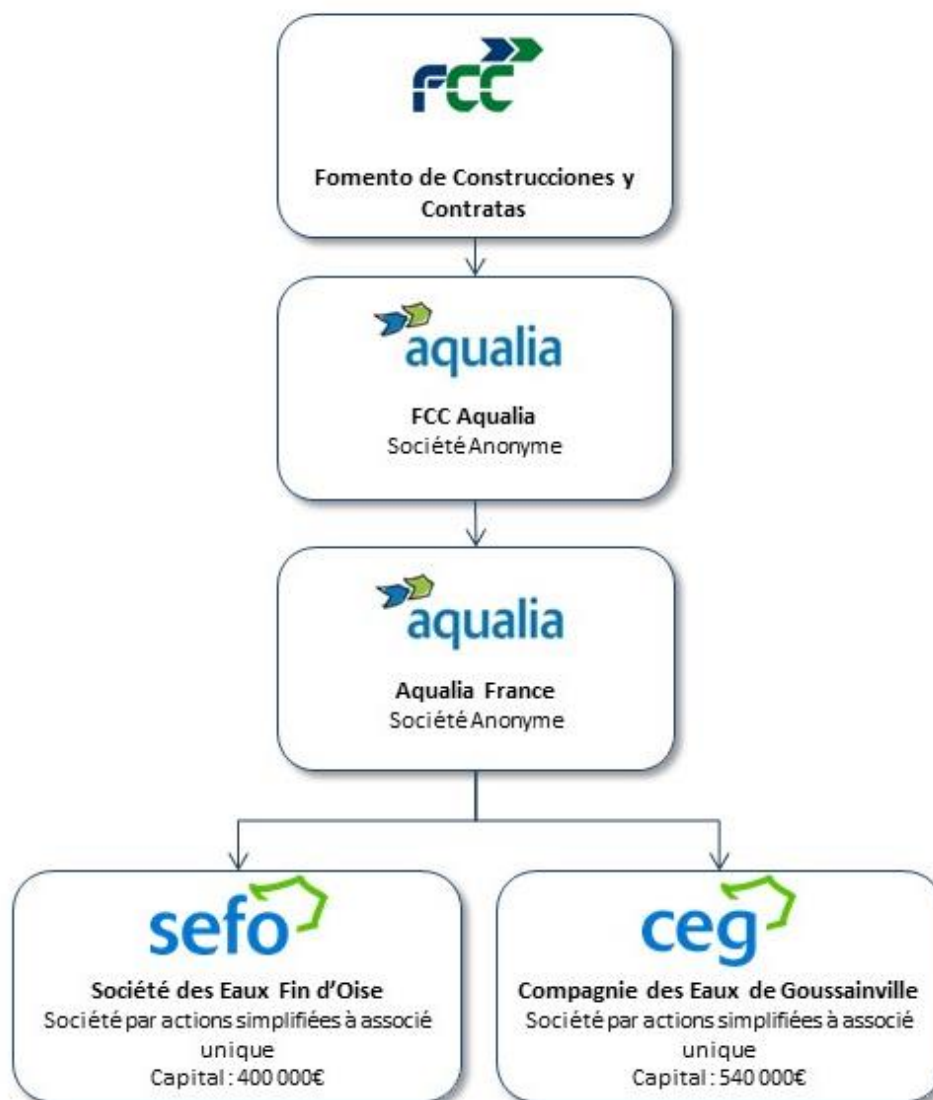 FCC
Fomento de Construcciones y
Contratas
aqualia
FCC Aqualia
Société Anonyme
aqualia
Aqualia France
Société Anonyme
sefo
Société des Eaux Fin d’Oise
Société par actions simplifiées à associé
unique
Capital : 400 000€
ceg
Compagnie des Eaux de Goussainville
Société par actions simplifiées à associé
unique
Capital : 540 000€